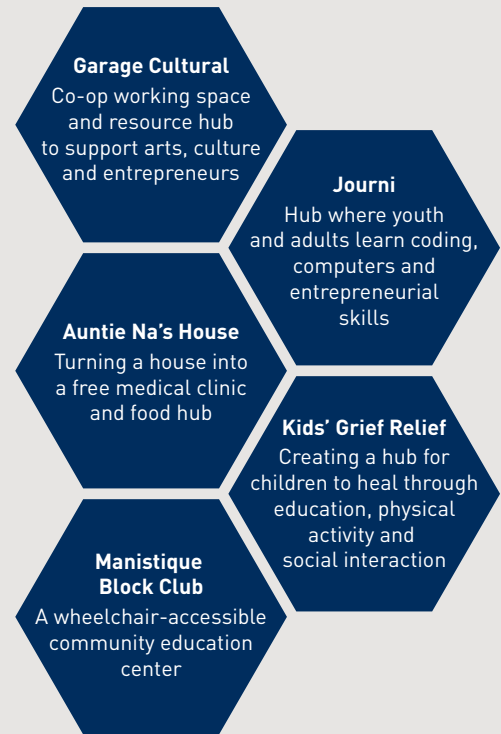 Garage Cultural
Co-op working space
and resource hub
to support arts, culture
and entrepreneurs
Journi
Hub where youth
and adults learn coding,
computers and
entrepreneurial
skills
Auntie Na's House
Turning a house into
a free medical clinic
and food hub
Kids' Grief Relief
Creating a hub for
children to heal through
education, physical
activity and
social interaction
Manistique
Block Club
A wheelchair-accessible
community education
center